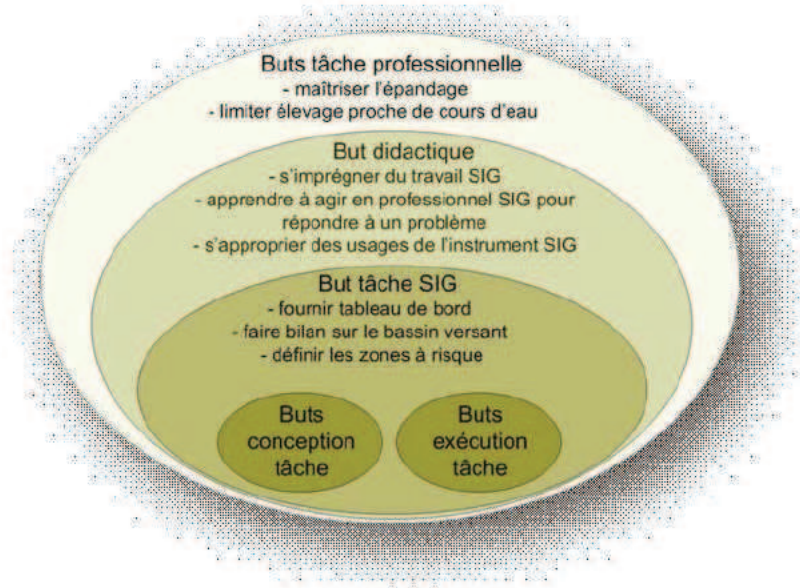 Buts tâche professionnelle
- maîtriser l'épandage
- limiter élevage proche de cours d'eau
But didactique
- s'imprégner du travail SIG
- apprendre à agir en professionnel SIG pour
répondre à un problème
- s'approprier des usages de l'instrument SIG
But tâche SIG
- fournir tableau de bord
- faire bilan sur le bassin versant
- définir les zones à risque
Buts
conception
tâche
Buts
exécution
tâche